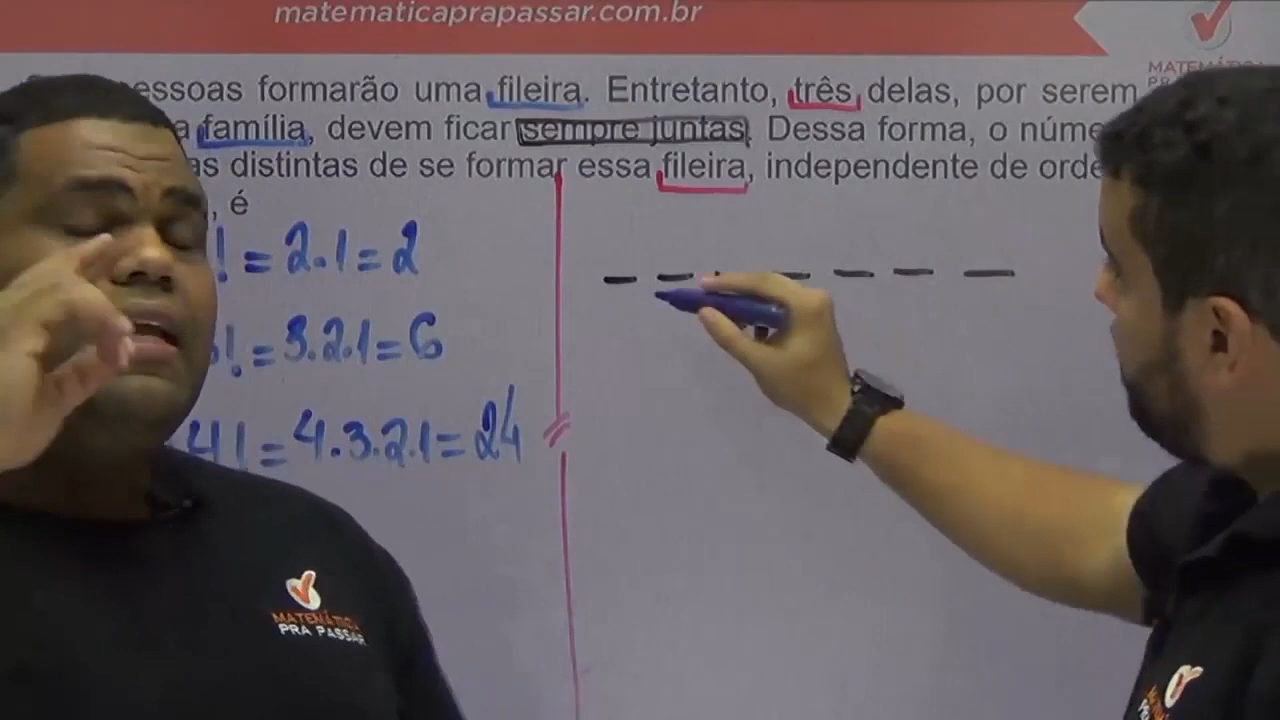 matematicaprapassar.com.br
MATEMÁTICA
essoas formarão uma fileira. Entretanto, três delas, por serem
a família, devem ficar sempre juntas. Dessa forma, o núme
as distintas de se formar essa fileira, independente de orde
, é
! = 2.1 = 2
! = 3.2.1 = 6
4! = 4.3.2.1 = 24
MATEMÁTICA
PRA PASSAR